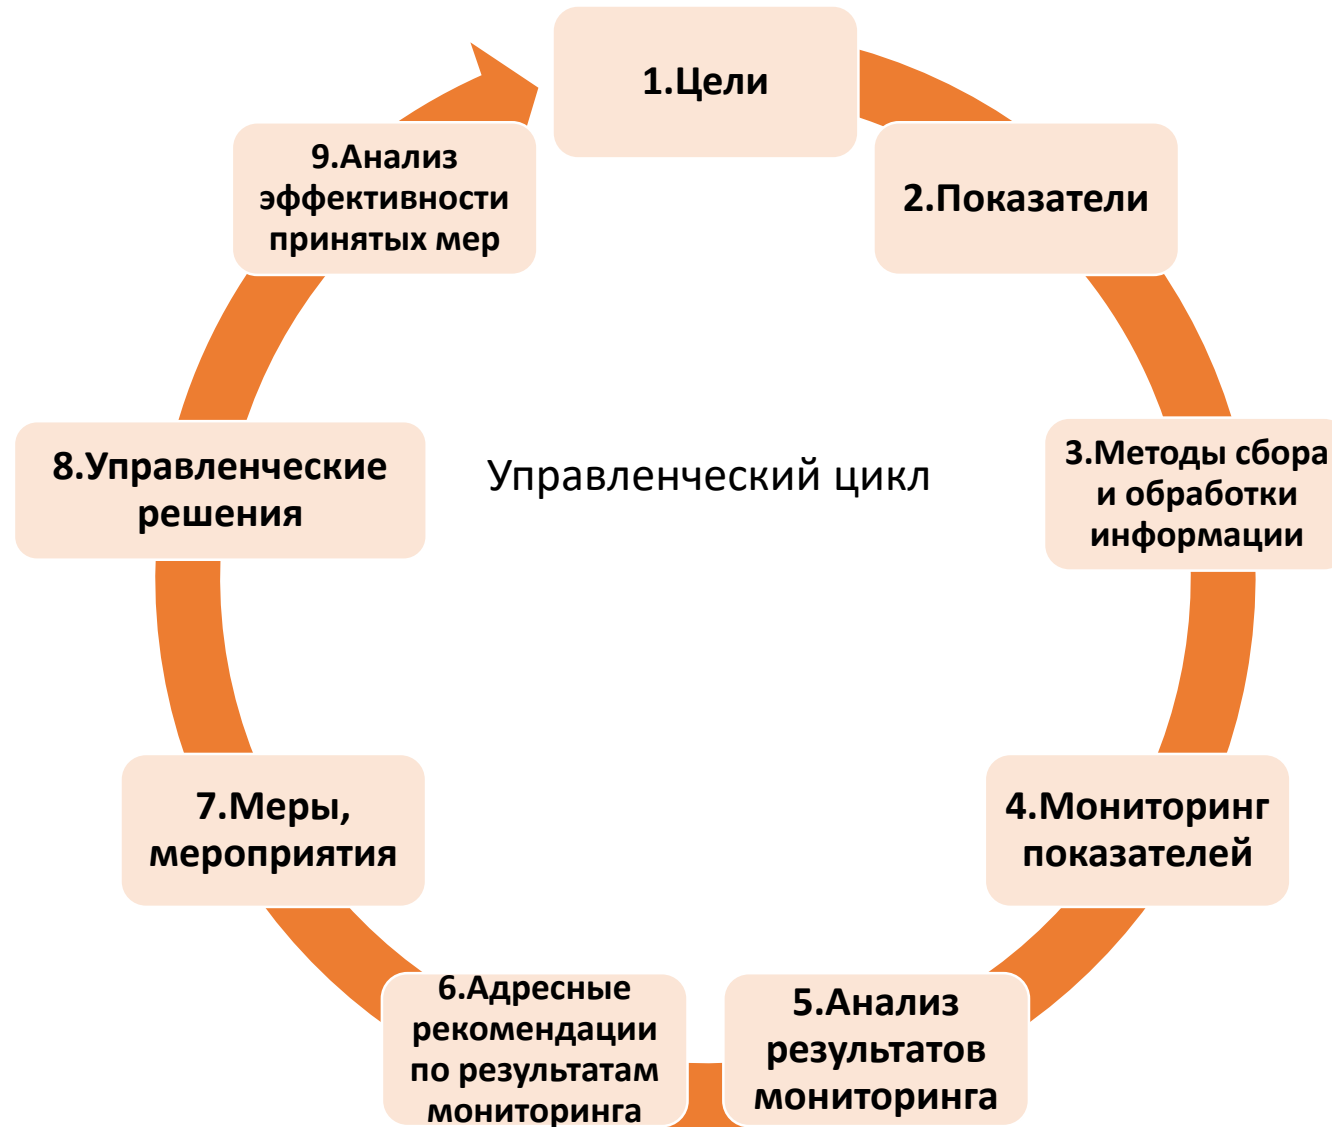 1.Цели
2.Показатели
3.Методы сбора
и обработки
информации
4.Мониторинг
показателей
5.Анализ
результатов
мониторинга
6.Адресные
рекомендации
по результатам
мониторинга
7.Меры,
мероприятия
8.Управленческие
решения
9.Анализ
эффективности
принятых мер
Управленческий цикл